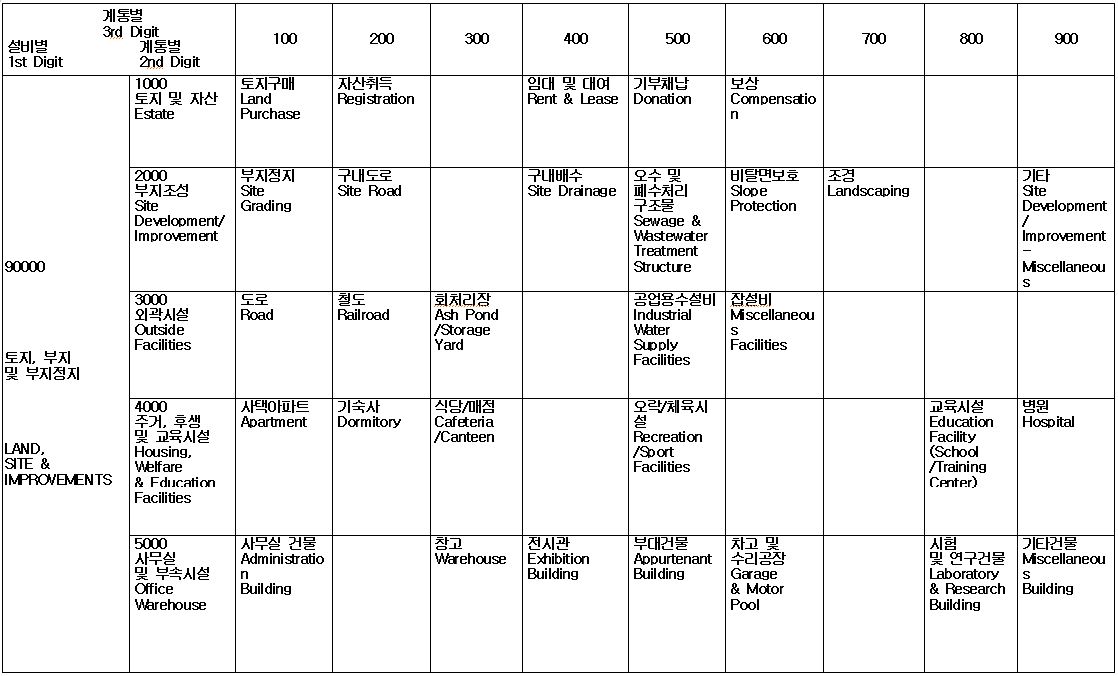 계통별
3rd Digit
설비별
1st Digit
계통별
2nd Digit
100
200
300
400
500
600
700
800
900
90000
토지, 부지
및 부지정지
LAND,
SITE &
IMPROVEMENTS
1000
토지 및 자산
Estate
토지구매
Land
Purchase
자산취득
Registration
임대 및 대여
Rent & Lease
기부채납
Donation
보상
Compensatio
n
2000
부지조성
Site
Development/
Improvement
부지정지
Site
Grading
구내도로
Site Road
구내배수
Site Drainage
오수 및
폐수처리
구조물
Sewage &
Wastewater
Treatment
Structure
비탈면보호
Slope
Protection
조경
Landscaping
기타
Site
Development
/
Improvement
–
Miscellaneou
s
3000
외곽시설
Outside
Facilities
도로
Road
철도
Railroad
회처리장
Ash Pond
/Storage
Yard
공업용수설비
Industrial
Water
Supply
Facilities
잡설비
Miscellaneou
s
Facilities
4000
주거, 후생
및 교육시설
Housing,
Welfare
& Education
Facilities
사택아파트
Apartment
기숙사
Dormitory
식당/매점
Cafeteria
/Canteen
오락/체육시
설
Recreation
/Sport
Facilities
교육시설
Education
Facility
(School
/Training
Center)
병원
Hospital
5000
사무실
및 부속시설
Office
Warehouse
사무실 건물
Administratio
n
Building
창고
Warehouse
전시관
Exhibition
Building
부대건물
Appurtenant
Building
차고 및
수리공장
Garage
& Motor
Pool
시험
및 연구건물
Laboratory
& Research
Building
기타건물
Miscellaneou
s
Building